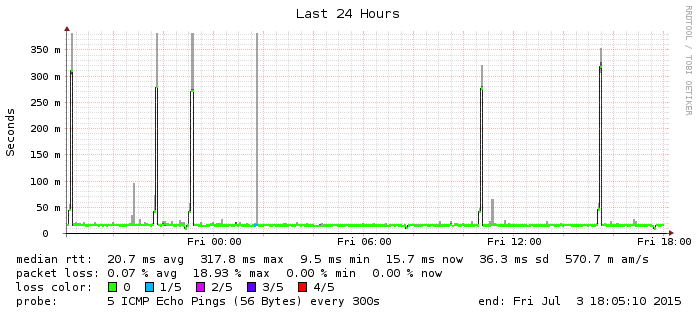 Last 24 Hours
RRDTOOL / TOBI OETIKER
Seconds
350 m
300 m
250 m
200 m
150 m
100 m
50 m
0
Fri 00:00 Fri 06:00 Fri 12:00 Fri 18:00
median rtt: 20.7 ms avg 317.8 ms max 9.5 ms min 15.7 ms now 36.3 ms sd 570.7 m am/s
packet loss: 0.07 % avg 18.93 % max 0.00 % min 0.00 % now
loss color: 0 1/5 2/5 3/5 4/5
probe: 5 ICMP Echo Pings (56 Bytes) every 300s end: Fri Jul 3 18:05:10 2015